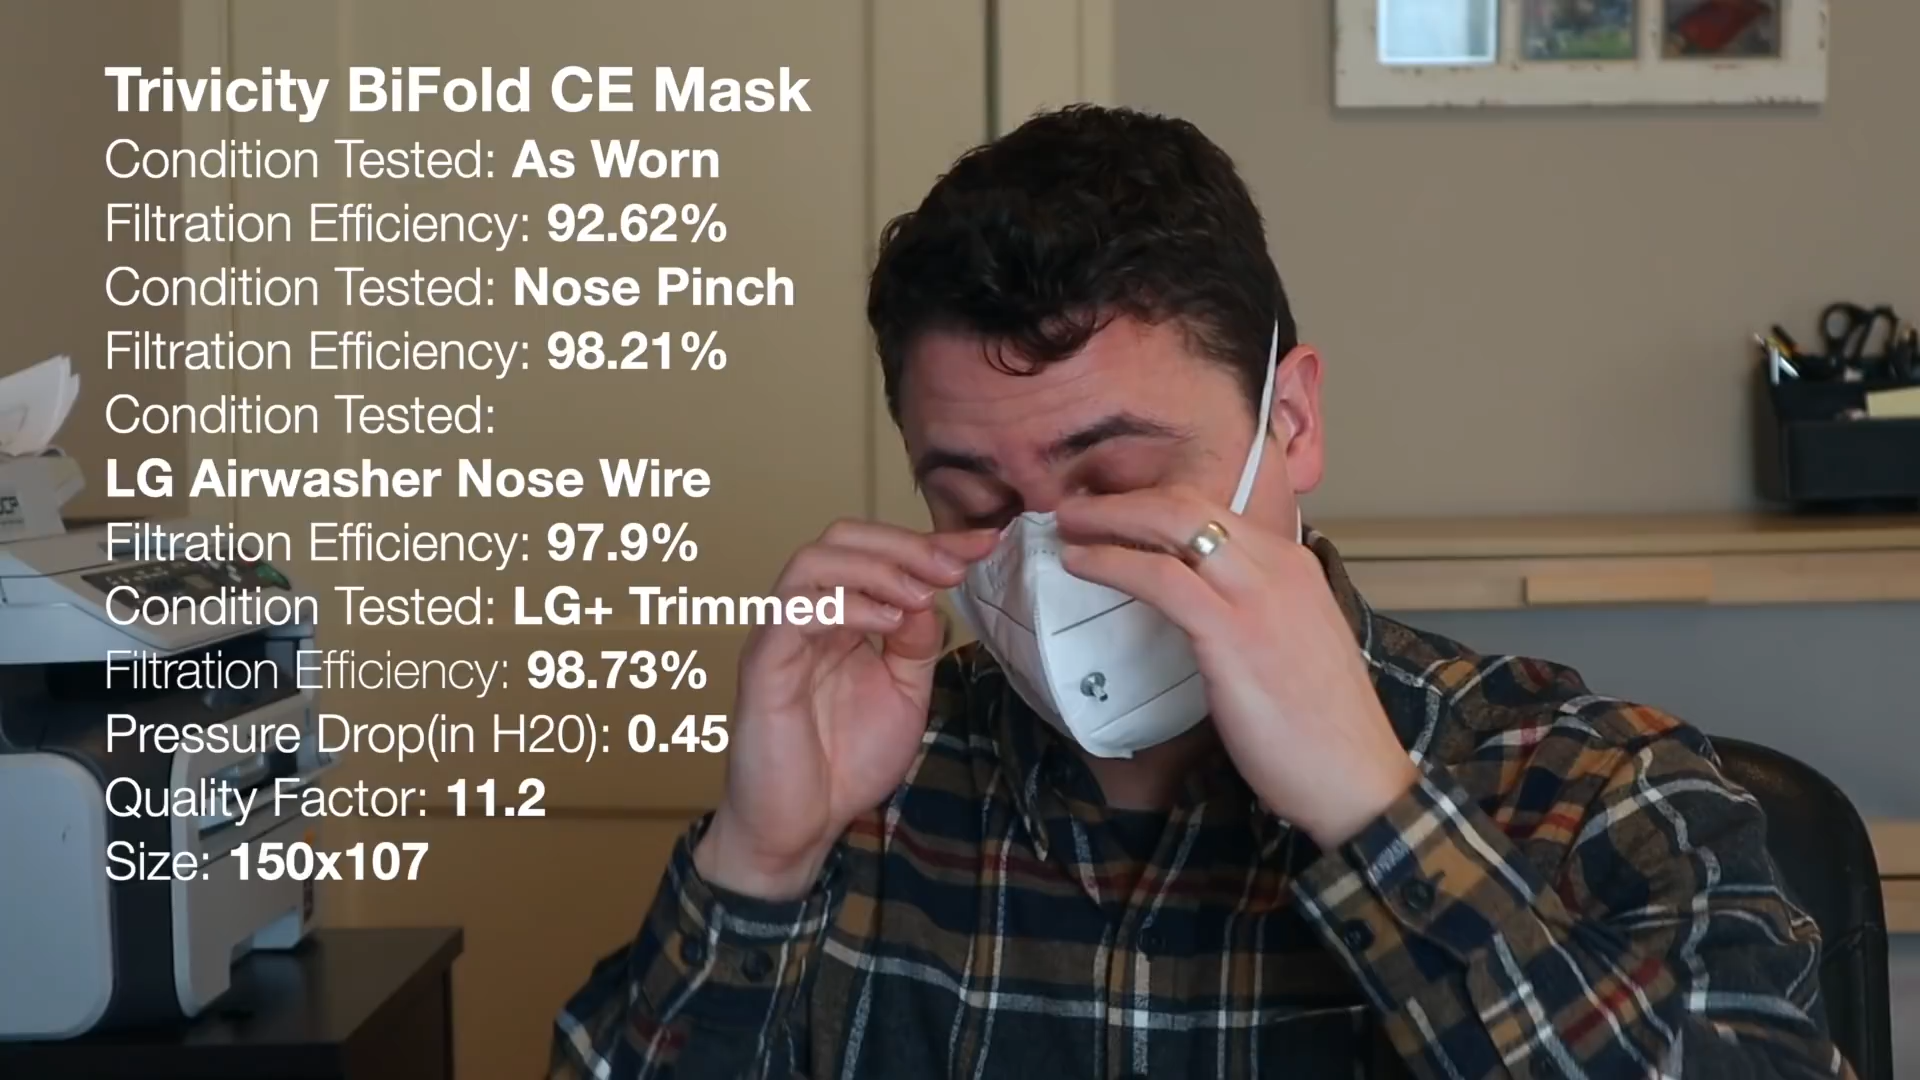 Trivicity BiFold CE Mask
Condition Tested: As Worn
Filtration Efficiency: 92.62%
Condition Tested: Nose Pinch
Filtration Efficiency: 98.21%
Condition Tested:
LG Airwasher Nose Wire
Filtration Efficiency: 97.9%
Condition Tested: LG+ Trimmed
Filtration Efficiency: 98.73%
Pressure Drop(in H20): 0.45
Quality Factor: 11.2
Size: 150x107